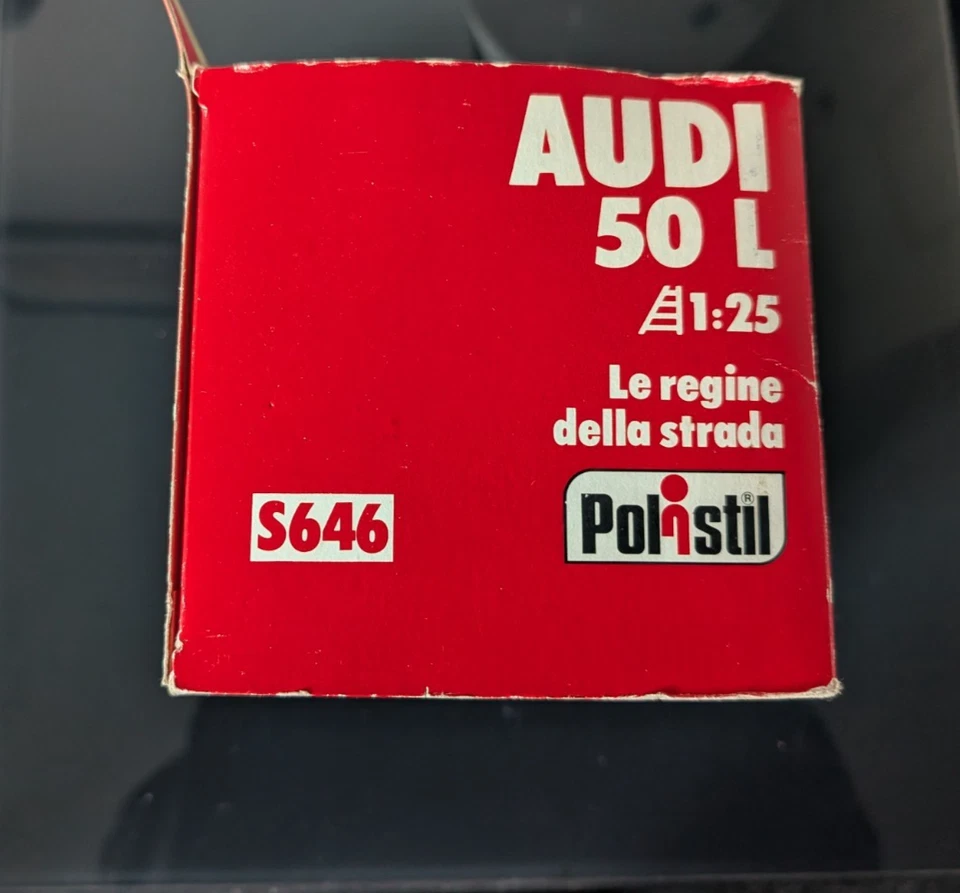 AUDI
50 L
1:25
Le regine
della strada
S646
Polistil®